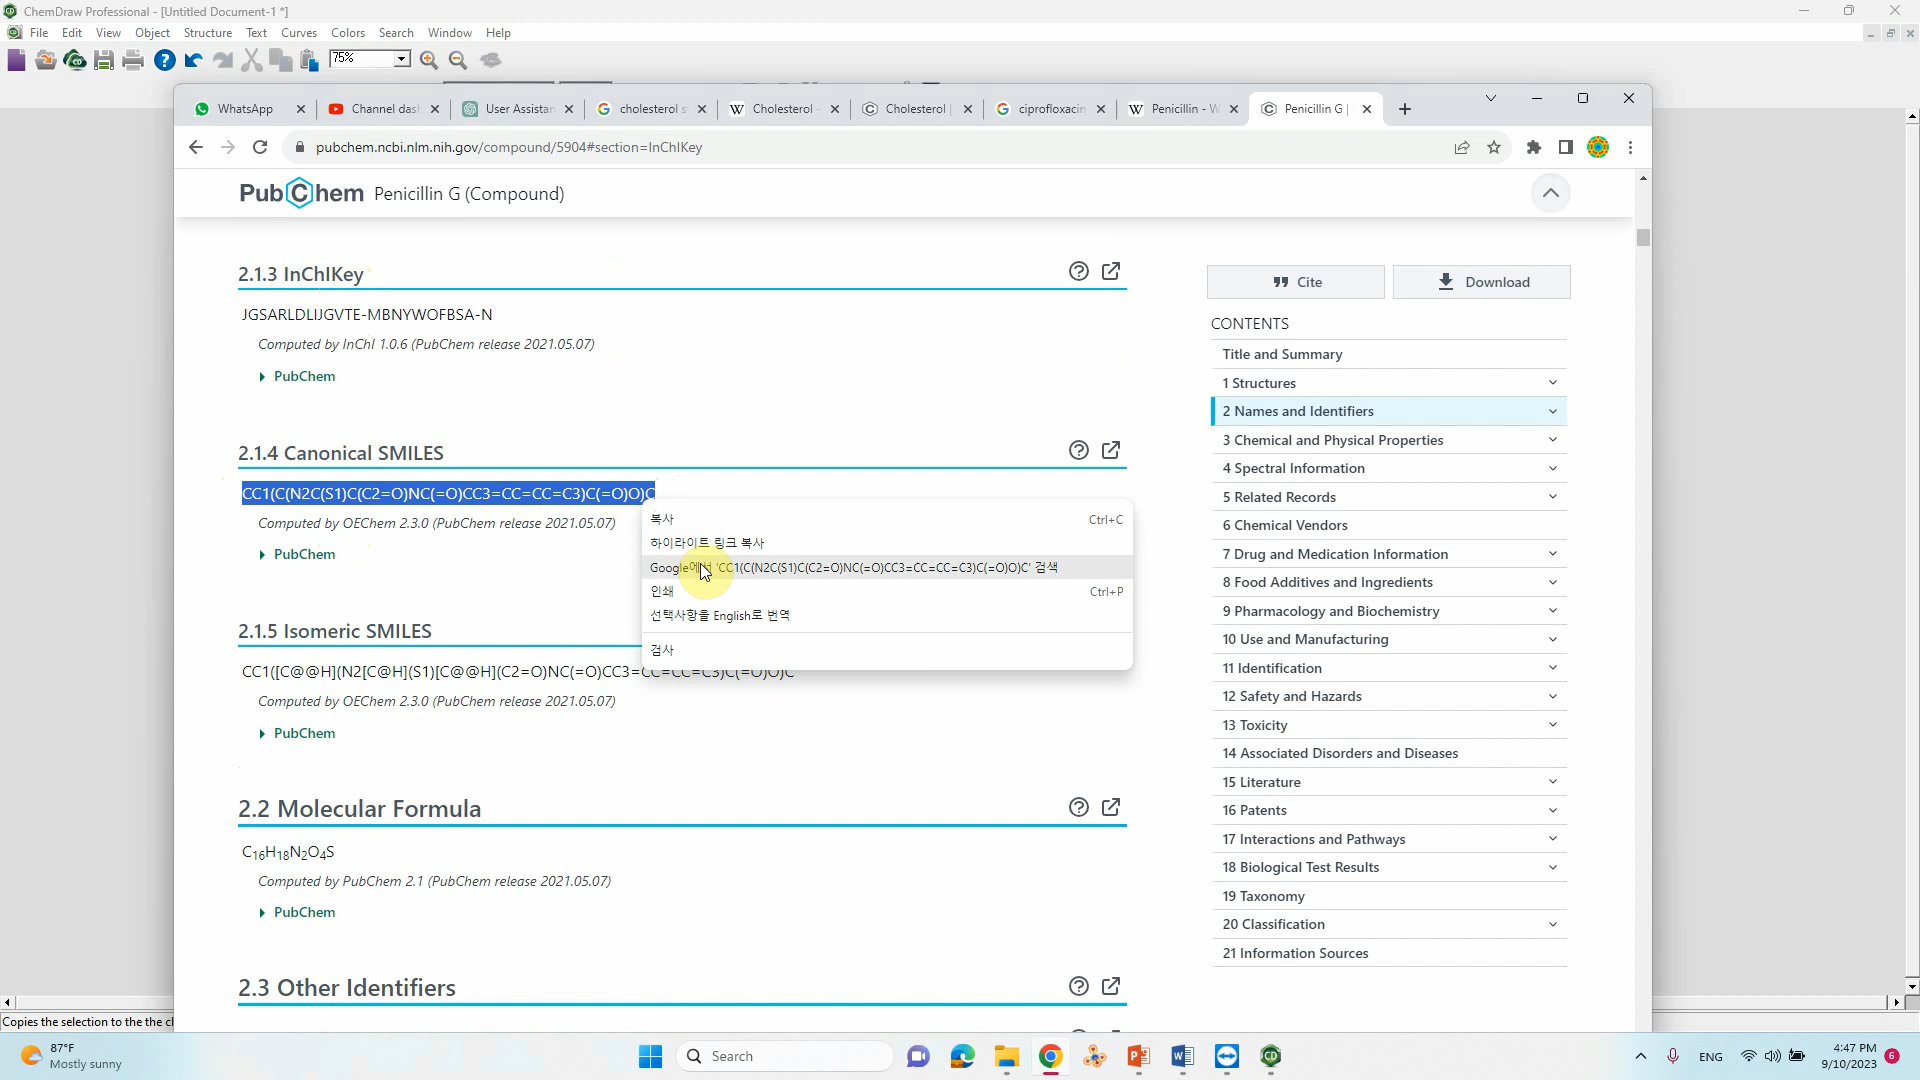 ChemDraw Professional - [Untitled Document-1 *]
File Edit View Object Structure Text Curves Colors Search Window Help
75%
WhatsApp
Channel das
User Assistan
cholesterol s
Cholesterol -
Cholesterol |
ciprofloxacin
Penicillin - W
Penicillin G |
pubchem.ncbi.nlm.nih.gov/compound/5904#section=InChIKey
PubChem Penicillin G (Compound)
2.1.3 InChIKey
JGSARLDLIJGVTE-MBNYWOFBSA-N
Computed by InChI 1.0.6 (PubChem release 2021.05.07)
PubChem
2.1.4 Canonical SMILES
CC1(C(N2C(S1)C(C2=O)NC(=O)CC3=CC=CC=C3)C(=O)O)C
Computed by OEChem 2.3.0 (PubChem release 2021.05.07)
PubChem
복사 Ctrl+C
하이라이트 링크 복사
Google에서 'CC1(C(N2C(S1)C(C2=O)NC(=O)CC3=CC=CC=C3)C(=O)O)C' 검색
인쇄 Ctrl+P
선택사항을 English로 번역
검사
2.1.5 Isomeric SMILES
CC1([C@@H](N2[C@H](S1)[C@@H](C2=O)NC(=O)CC3=CC=CC=C3)C(=O)O)C
Computed by OEChem 2.3.0 (PubChem release 2021.05.07)
PubChem
2.2 Molecular Formula
C16H18N2O4S
Computed by PubChem 2.1 (PubChem release 2021.05.07)
PubChem
2.3 Other Identifiers
Cite
Download
CONTENTS
Title and Summary
1 Structures
2 Names and Identifiers
3 Chemical and Physical Properties
4 Spectral Information
5 Related Records
6 Chemical Vendors
7 Drug and Medication Information
8 Food Additives and Ingredients
9 Pharmacology and Biochemistry
10 Use and Manufacturing
11 Identification
12 Safety and Hazards
13 Toxicity
14 Associated Disorders and Diseases
15 Literature
16 Patents
17 Interactions and Pathways
18 Biological Test Results
19 Taxonomy
20 Classification
21 Information Sources
Copies the selection to the the cl
87°F
Mostly sunny
Search
ENG
4:47 PM
9/10/2023
6